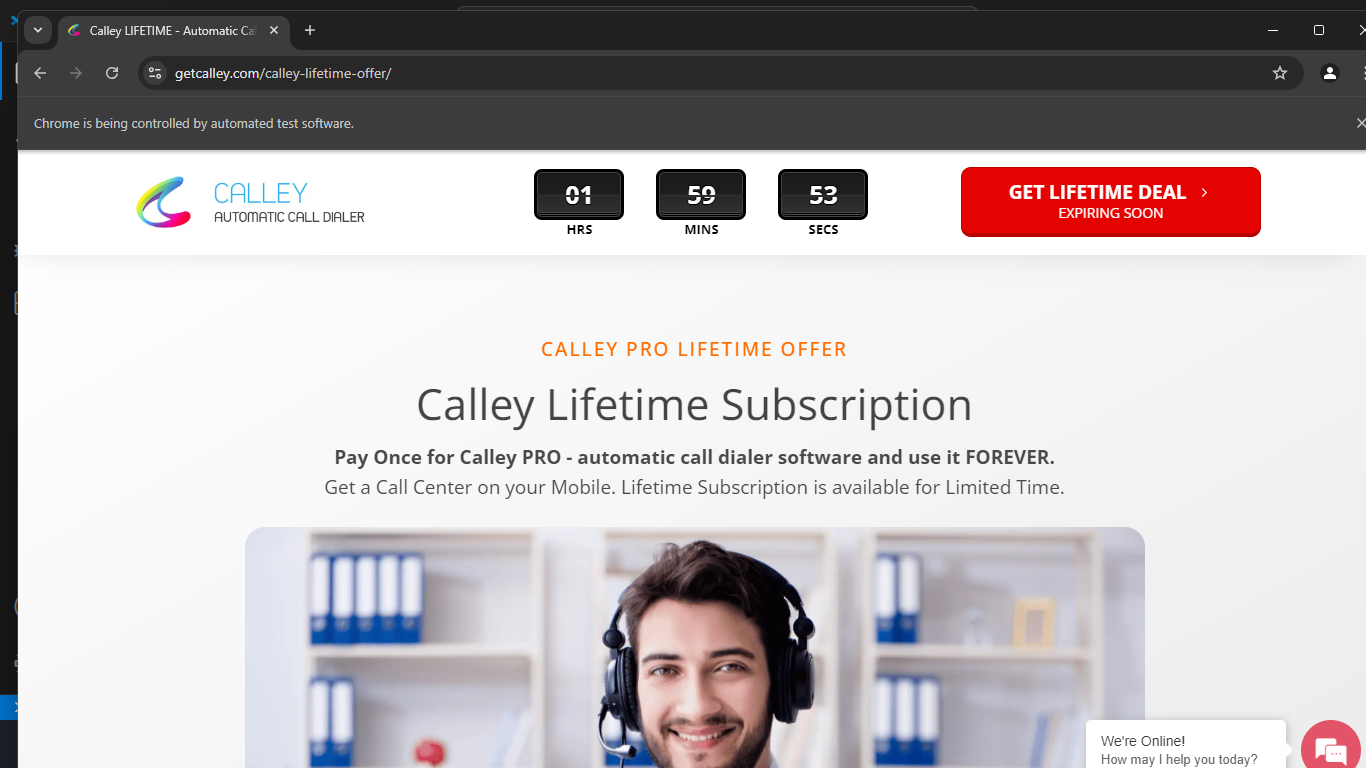 Calley LIFETIME - Automatic Ca
getcalley.com/calley-lifetime-offer/
Chrome is being controlled by automated test software.
CALLEY
AUTOMATIC CALL DIALER
01 59 53
HRS MINS SECS
GET LIFETIME DEAL
EXPIRING SOON
CALLEY PRO LIFETIME OFFER
Calley Lifetime Subscription
Pay Once for Calley PRO - automatic call dialer software and use it FOREVER.
Get a Call Center on your Mobile. Lifetime Subscription is available for Limited Time.
We're Online!
How may I help you today?